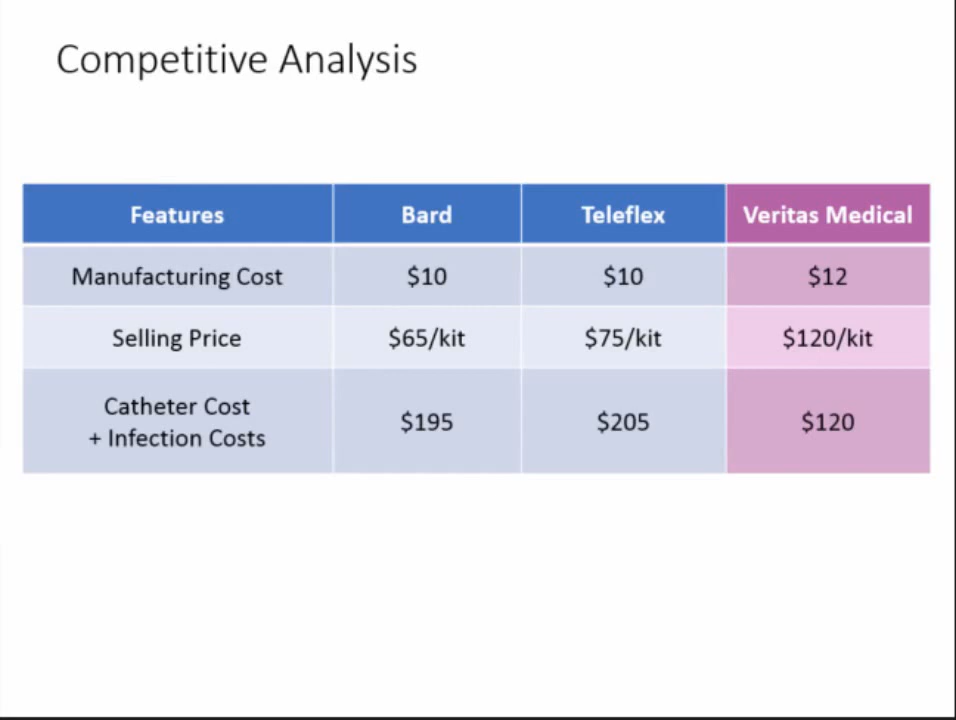 Competitive Analysis
Features Bard Teleflex Veritas Medical
Manufacturing Cost $10 $10 $12
Selling Price $65/kit $75/kit $120/kit
Catheter Cost
+ Infection Costs $195 $205 $120